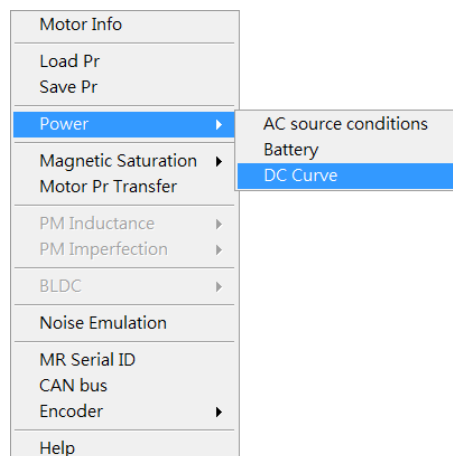 Motor Info
Load Pr
Save Pr
Power
AC source conditions
Battery
DC Curve
Magnetic Saturation
Motor Pr Transfer
PM Inductance
PM Imperfection
BLDC
Noise Emulation
MR Serial ID
CAN bus
Encoder
Help